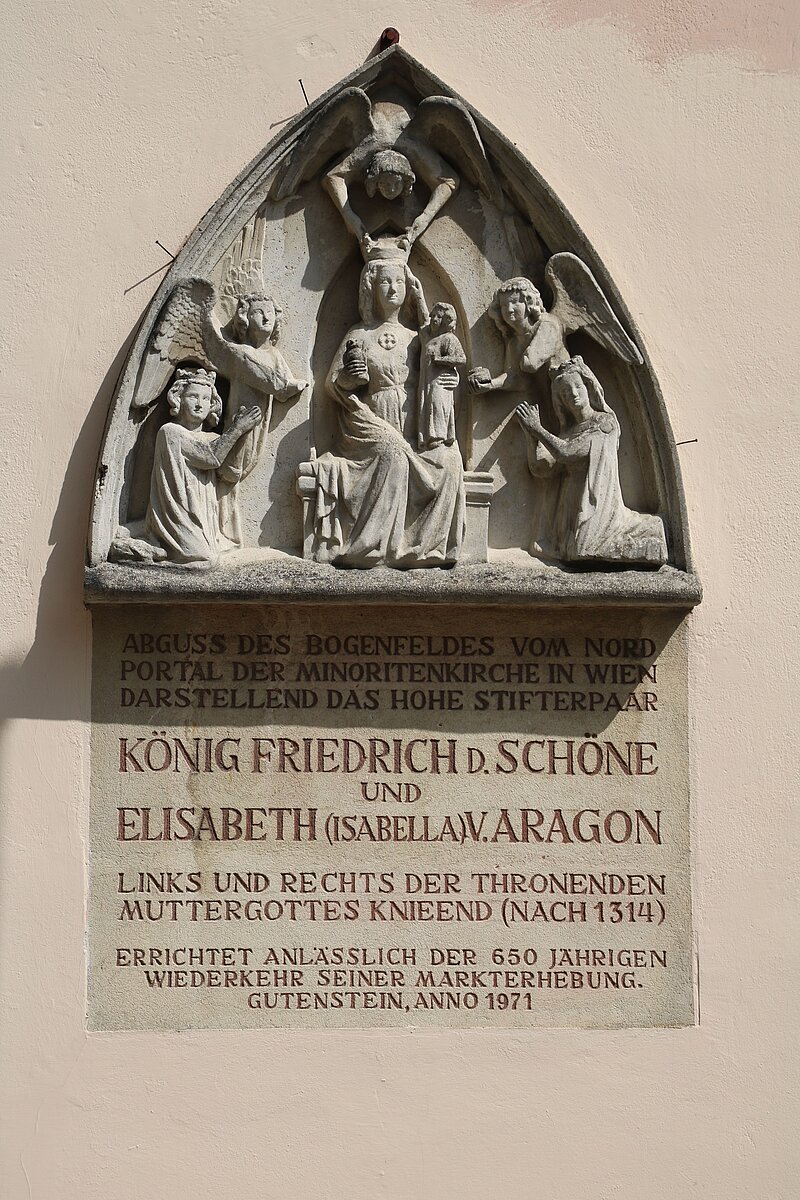 ABGUSS DES BOGENFELDES VOM NORD
PORTAL DER MINORITENKIRCHE IN WIEN
DARSTELLEND DAS HOHE STIFTERPAAR
KÖNIG FRIEDRICH D. SCHÖNE
UND
ELISABETH (ISABELLA) V. ARAGON
LINKS UND RECHTS DER THRONENDEN
MUTTERGOTTES KNIEEND (NACH 1314)
ERRICHTET ANLÄSSLICH DER 650 JÄHRIGEN
WIEDERKEHR SEINER MARKTERHEBUNG.
GUTENSTEIN, ANNO 1971